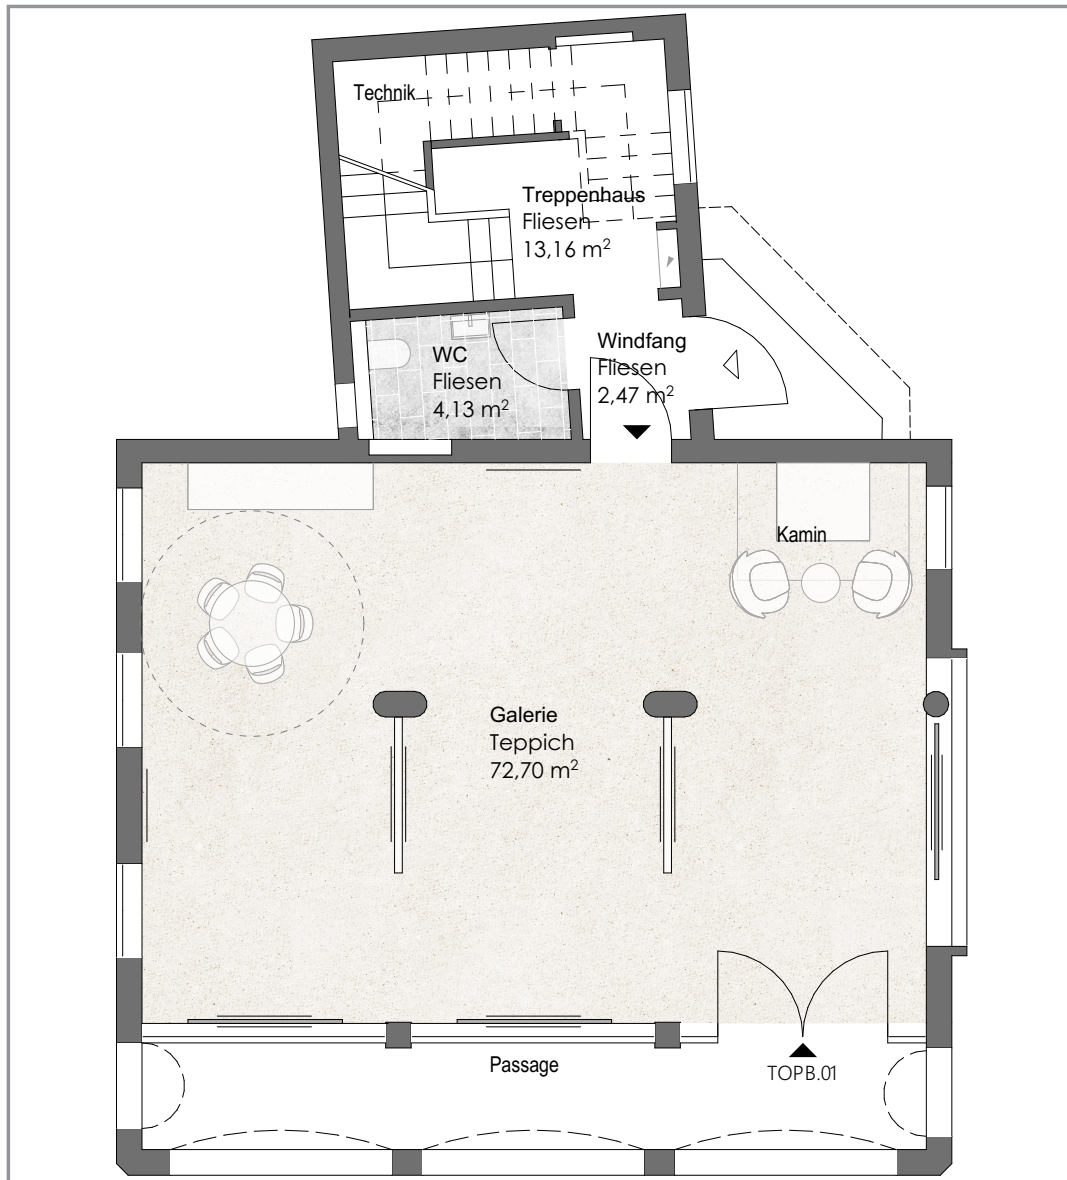 Technik
Treppenhaus
Fliesen
13,16 m²
Windfang
Fliesen
2,47 m²
WC
Fliesen
4,13 m²
Kamin
Galerie
Teppich
72,70 m²
Passage
TOPB.01